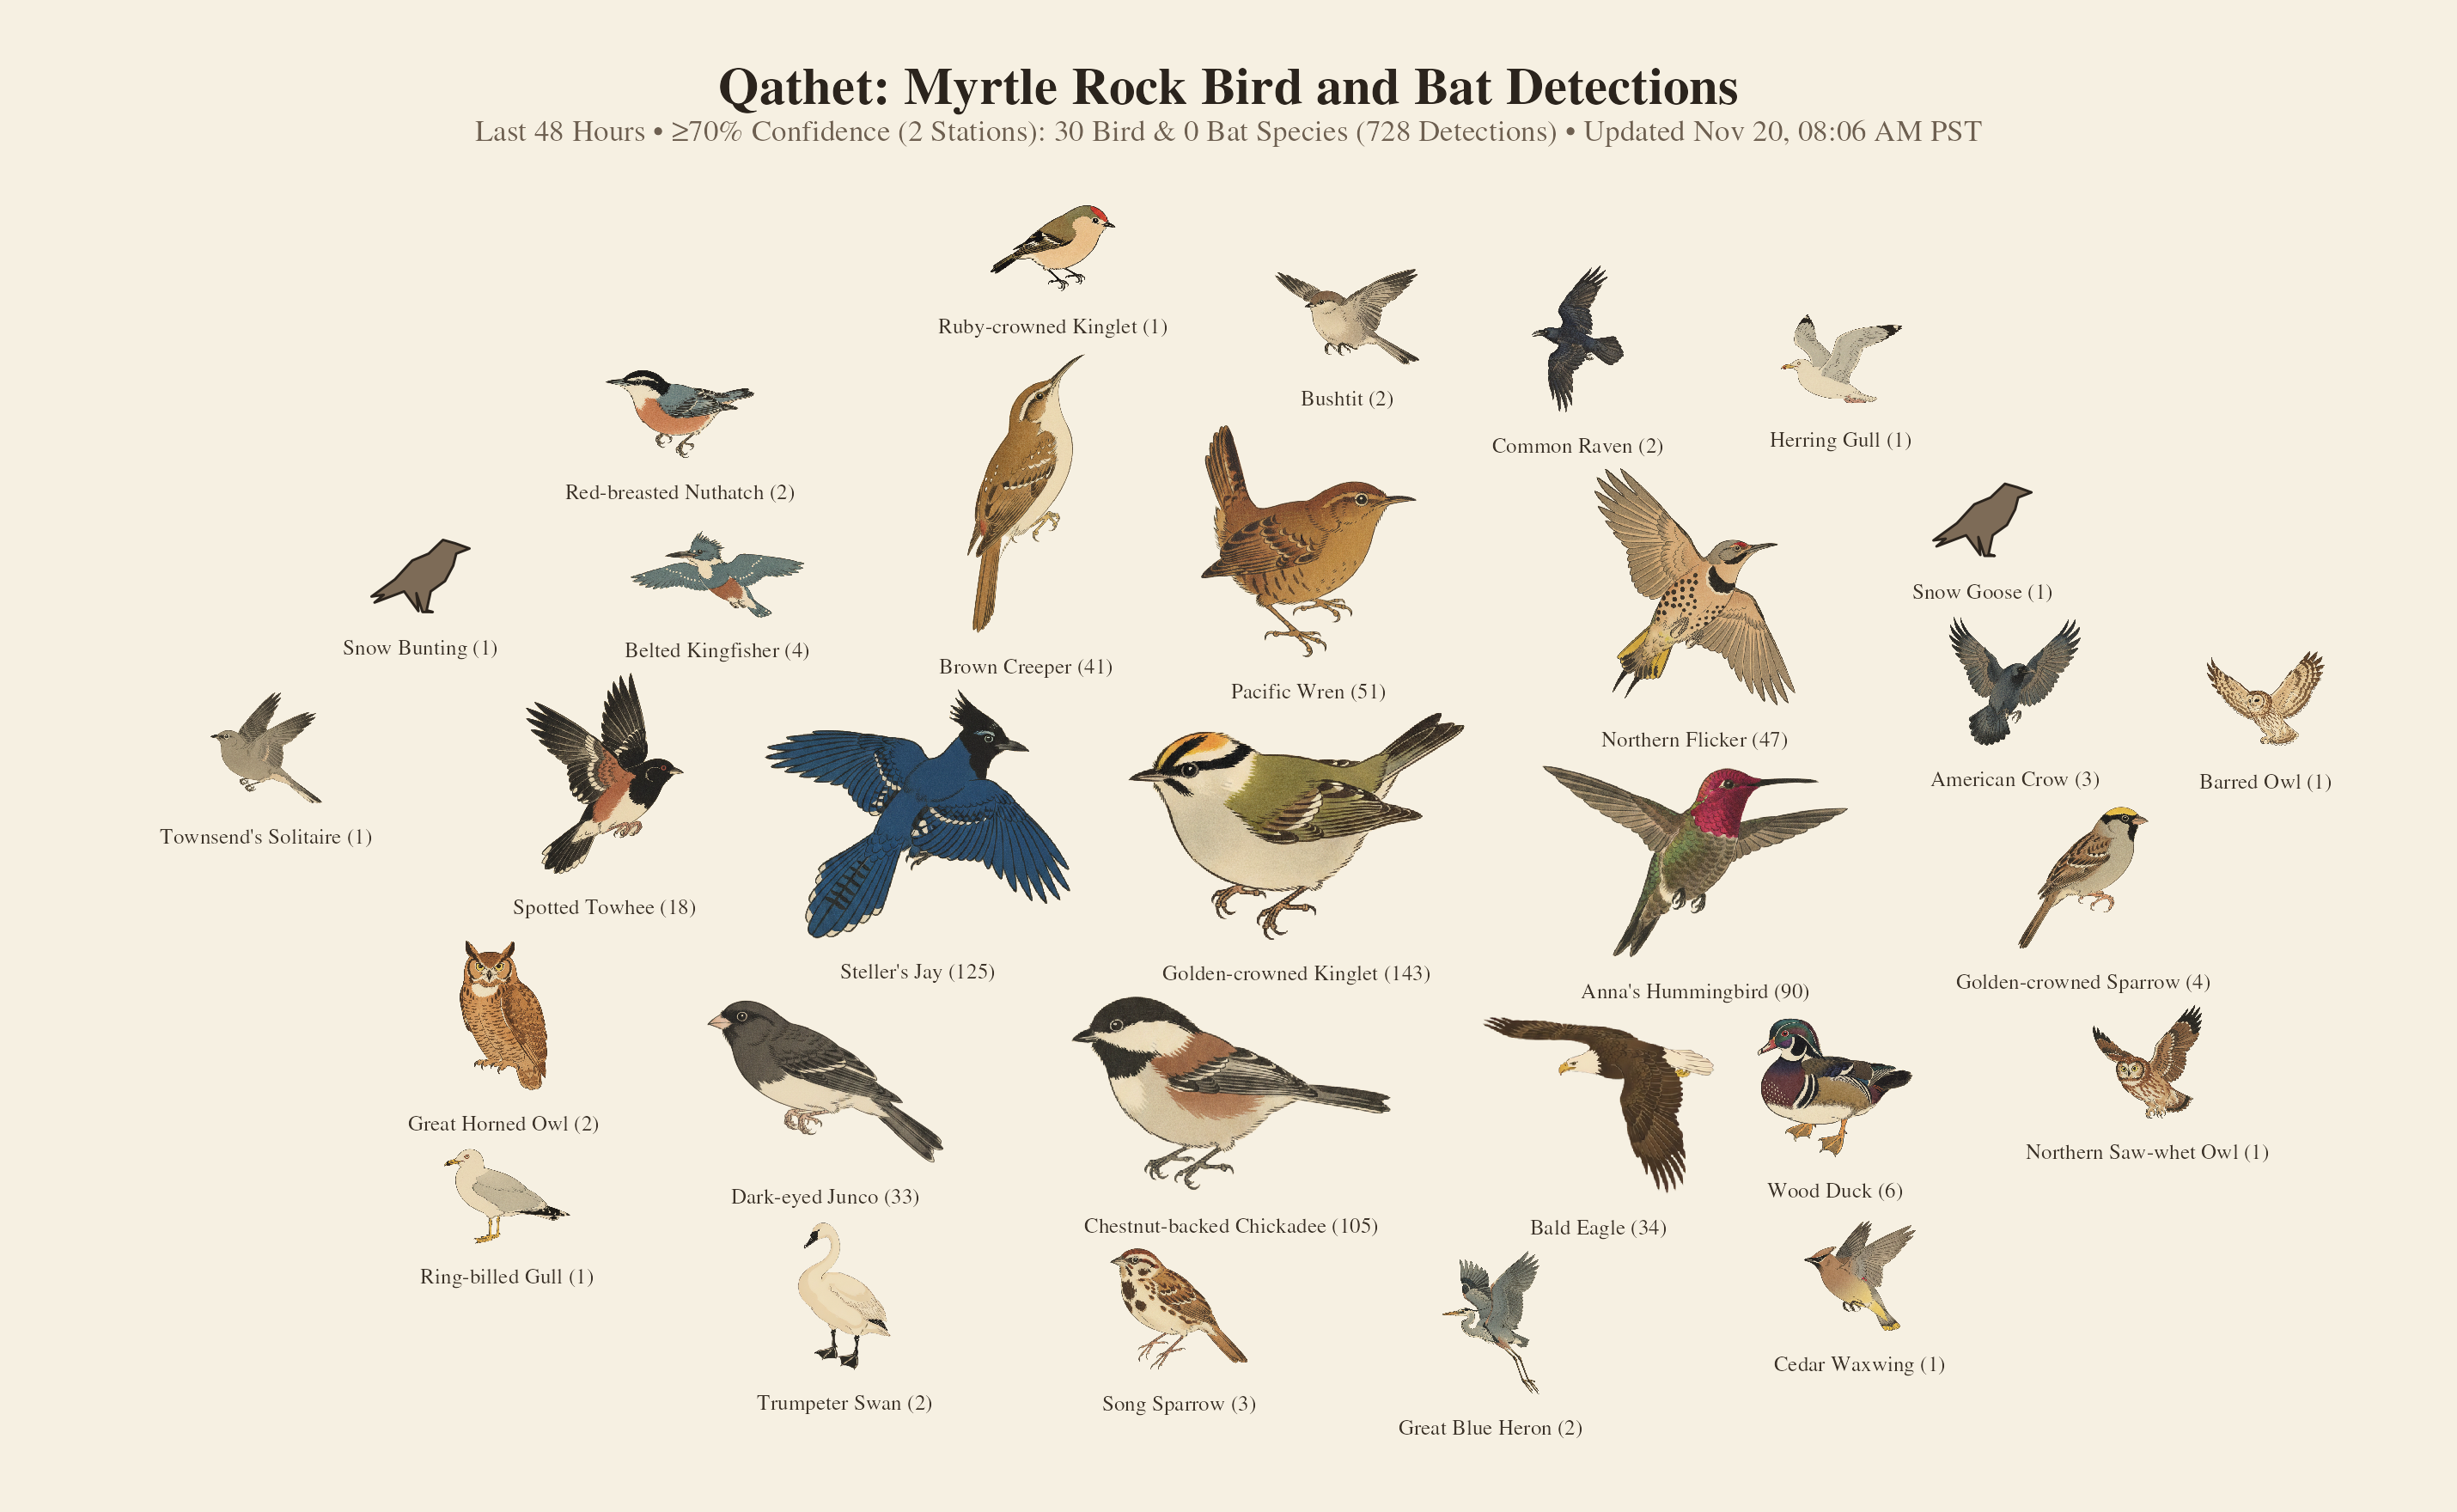 Qathet: Myrtle Rock Bird and Bat Detections
Last 48 Hours • ≥70% Confidence (2 Stations): 30 Bird & 0 Bat Species (728 Detections) • Updated Nov 20, 08:06 AM PST
Ruby-crowned Kinglet (1)
Bushtit (2)
Common Raven (2)
Herring Gull (1)
Red-breasted Nuthatch (2)
Snow Goose (1)
Snow Bunting (1)
Belted Kingfisher (4)
Brown Creeper (41)
Pacific Wren (51)
Northern Flicker (47)
American Crow (3)
Barred Owl (1)
Townsend's Solitaire (1)
Spotted Towhee (18)
Steller's Jay (125)
Golden-crowned Kinglet (143)
Anna's Hummingbird (90)
Golden-crowned Sparrow (4)
Great Horned Owl (2)
Northern Saw-whet Owl (1)
Dark-eyed Junco (33)
Chestnut-backed Chickadee (105)
Bald Eagle (34)
Wood Duck (6)
Ring-billed Gull (1)
Trumpeter Swan (2)
Song Sparrow (3)
Great Blue Heron (2)
Cedar Waxwing (1)